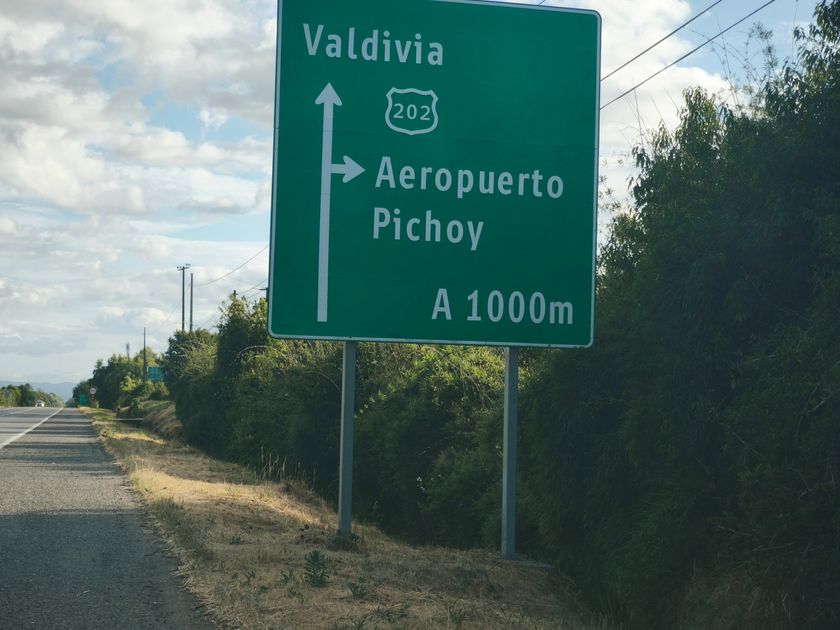 Valdivia
202
Aeropuerto
Pichoy
A 1000m